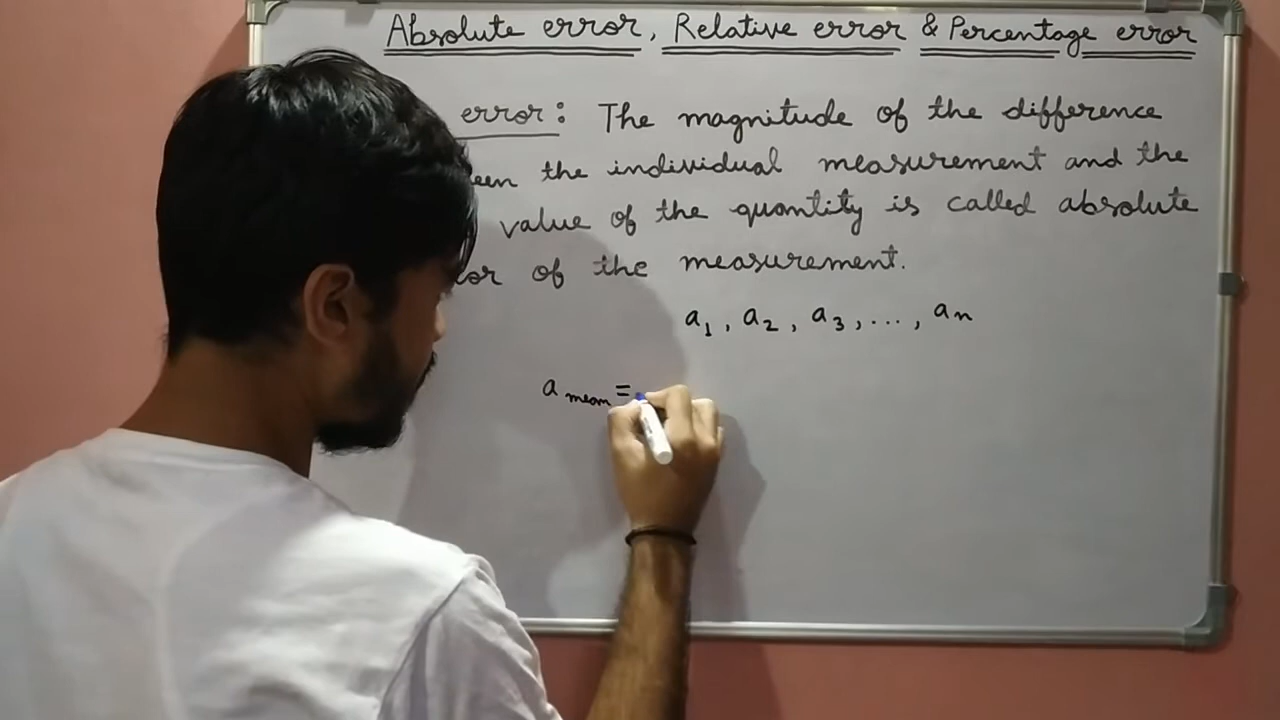 Absolute error, Relative error & Percentage error
error: The magnitude of the difference
een the individual measurement and the
value of the quantity is called absolute
or of the measurement.
a₁, a₂, a₃, ..., aₙ
a mean =